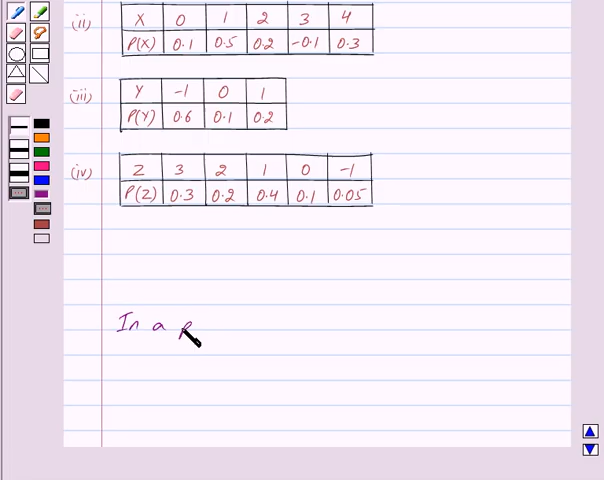 (ii) X 0 1 2 3 4
P(X) 0.1 0.5 0.2 -0.1 0.3
(iii) Y -1 0 1
P(Y) 0.6 0.1 0.2
(iv) Z 3 2 1 0 -1
P(Z) 0.3 0.2 0.4 0.1 0.05
In a p